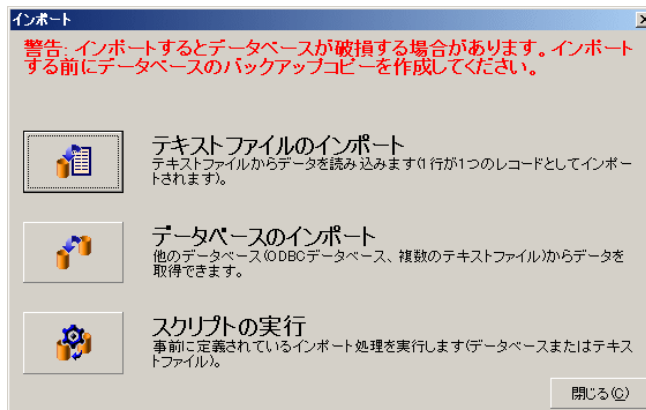 インポート
警告: インポートするとデータベースが破損する場合があります。インポート
する前にデータベースのバックアップコピーを作成してください。
テキストファイルのインポート
テキストファイルからデータを読み込みます(1行が1つのレコードとしてインポー
トされます)。
データベースのインポート
他のデータベース(ODBCデータベース、複数のテキストファイル)からデータを
取得できます。
スクリプトの実行
事前に定義されているインポート処理を実行します(データベースまたはテキス
トファイル)。
閉じる(C)